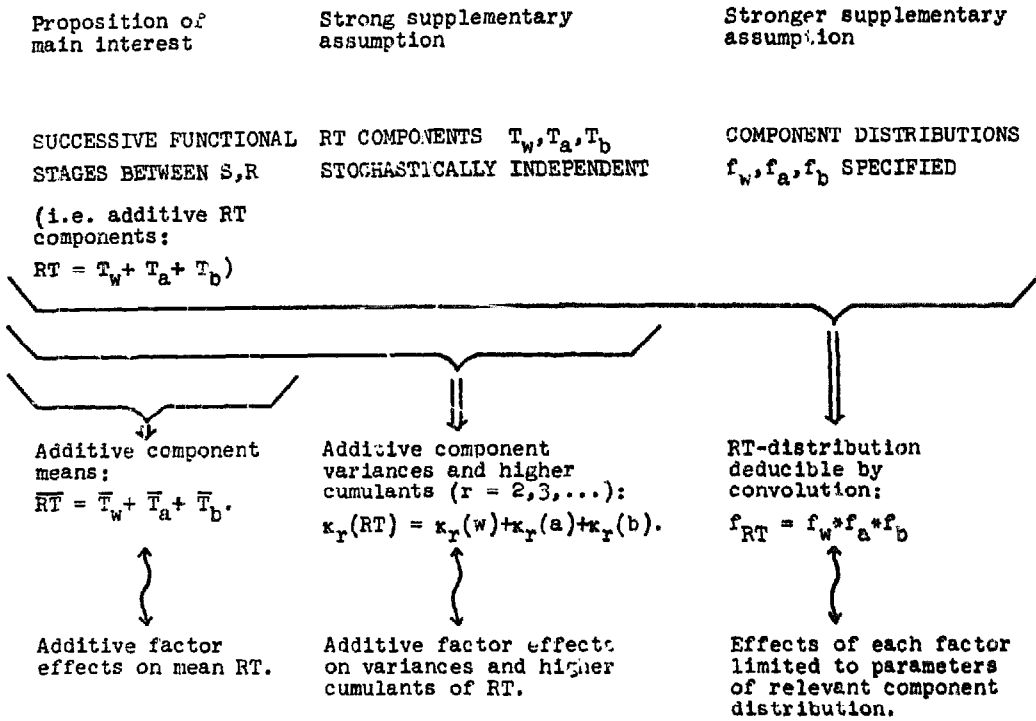 Proposition of
main interest
Strong supplementary
assumption
Stronger supplementary
assumption
SUCCESSIVE FUNCTIONAL
STAGES BETWEEN S,R
(i.e. additive RT
components:
RT = T_w + T_a + T_b)
RT COMPONENTS T_w,T_a,T_b
STOCHASTICALLY INDEPENDENT
COMPONENT DISTRIBUTIONS
f_w,f_a,f_b SPECIFIED
Additive component
means:
R̅T̅ = T̅_w + T̅_a + T̅_b.
Additive component
variances and higher
cumulants (r = 2,3,...):
κ_r(RT) = κ_r(w)+κ_r(a)+κ_r(b).
RT-distribution
deducible by
convolution:
f_RT = f_w*f_a*f_b
Additive factor
effects on mean RT.
Additive factor effects
on variances and higher
cumulants of RT.
Effects of each factor
limited to parameters
of relevant component
distribution.